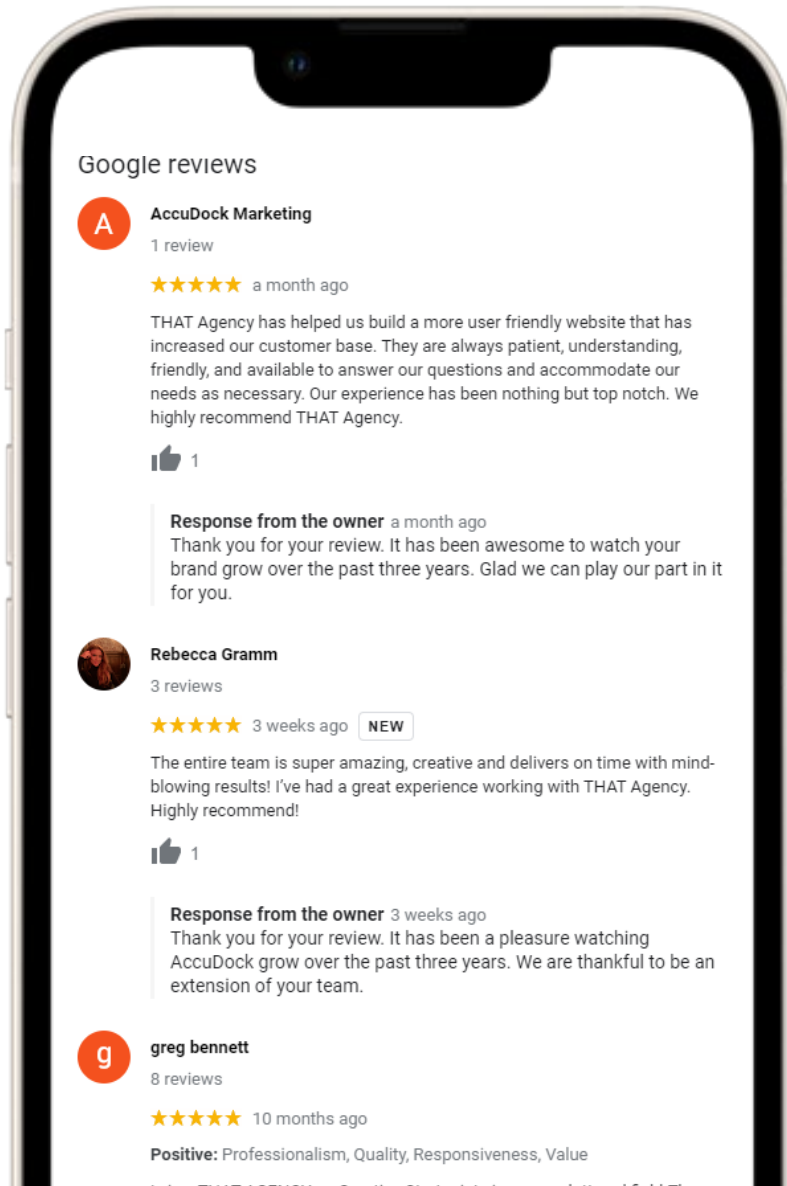 Google reviews
A
AccuDock Marketing
1 review
a month ago
THAT Agency has helped us build a more user friendly website that has
increased our customer base. They are always patient, understanding,
friendly, and available to answer our questions and accommodate our
needs as necessary. Our experience has been nothing but top notch. We
highly recommend THAT Agency.
1
Response from the owner a month ago
Thank you for your review. It has been awesome to watch your
brand grow over the past three years. Glad we can play our part in it
for you.
Rebecca Gramm
3 reviews
3 weeks ago NEW
The entire team is super amazing, creative and delivers on time with mind-
blowing results! I've had a great experience working with THAT Agency.
Highly recommend!
1
Response from the owner 3 weeks ago
Thank you for your review. It has been a pleasure watching
AccuDock grow over the past three years. We are thankful to be an
extension of your team.
g
greg bennett
8 reviews
10 months ago
Positive: Professionalism, Quality, Responsiveness, Value